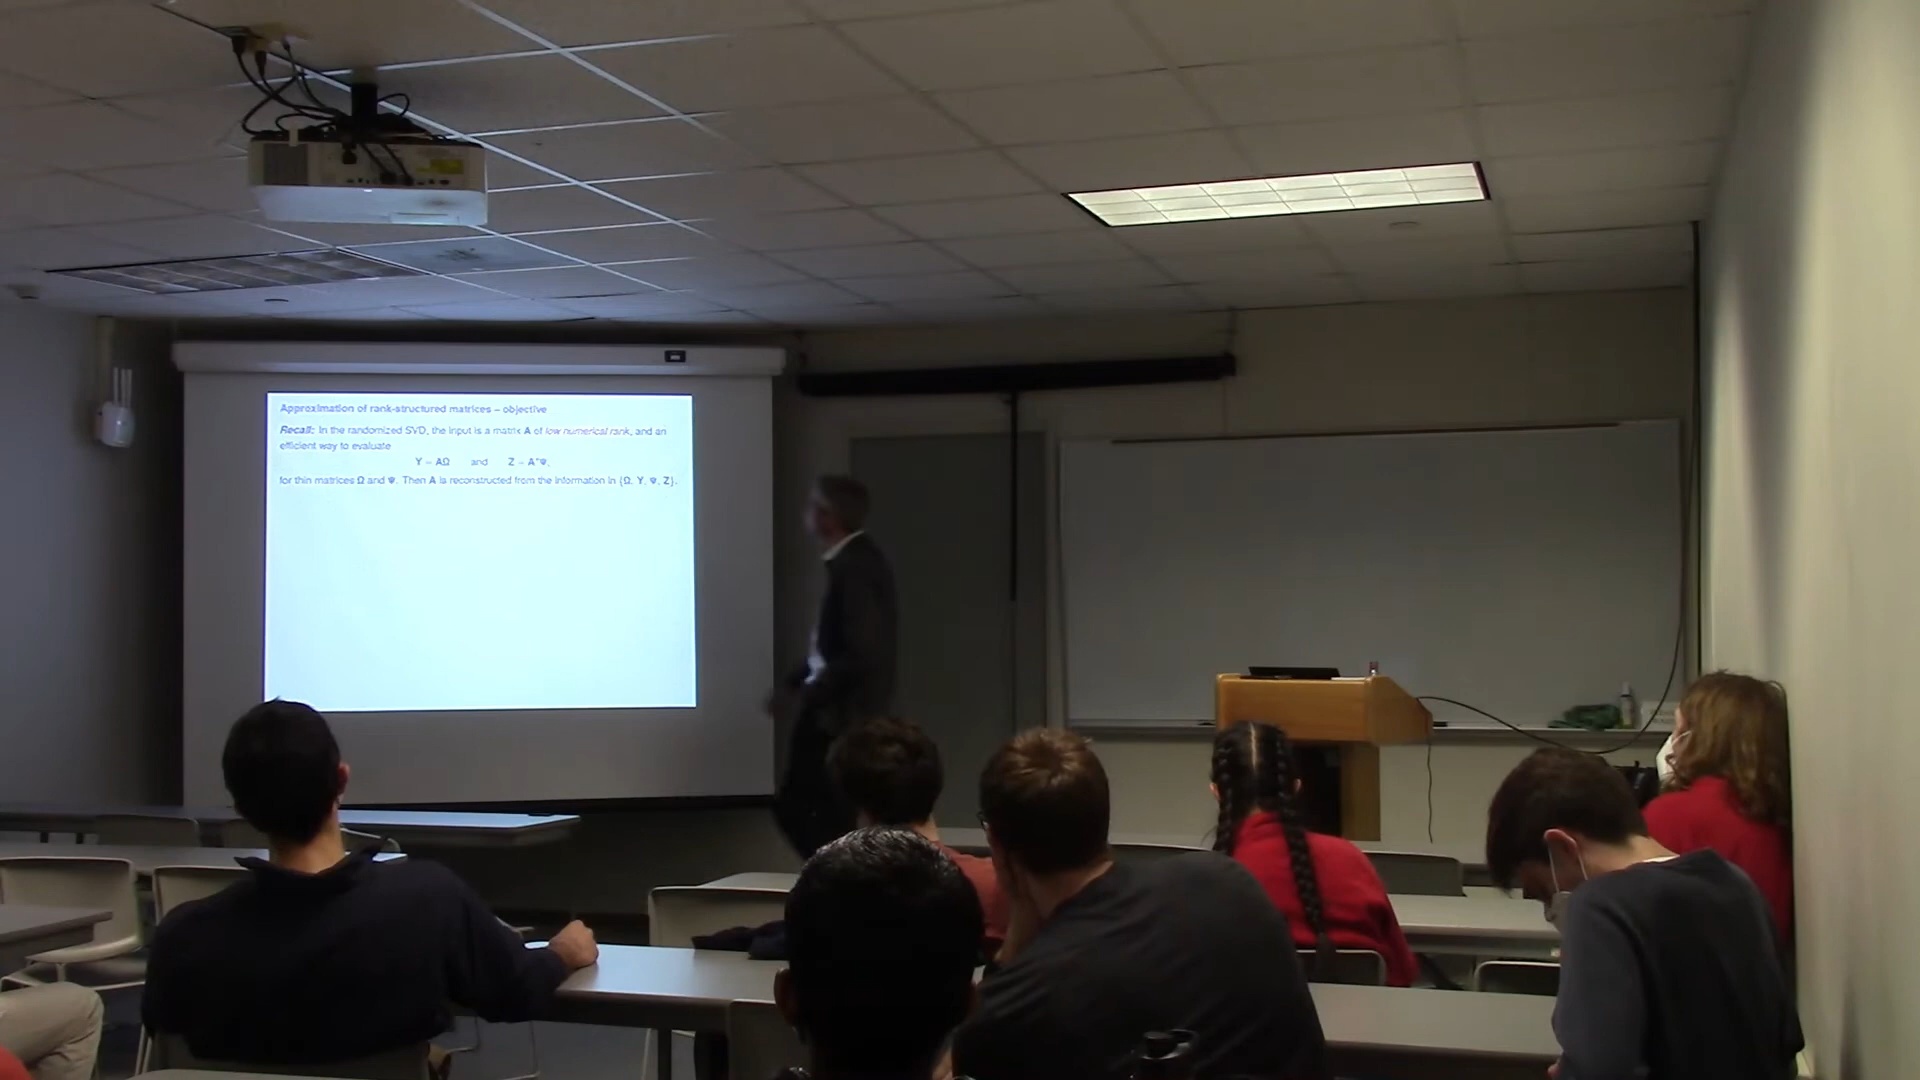 Approximation of rank-structured matrices – objective
Recall: In the randomized SVD, the input is a matrix A of low numerical rank, and an
efficient way to evaluate
Y = AΩ and Z = A*Ψ,
for thin matrices Ω and Ψ. Then A is reconstructed from the information in {Ω, Y, Ψ, Z}.